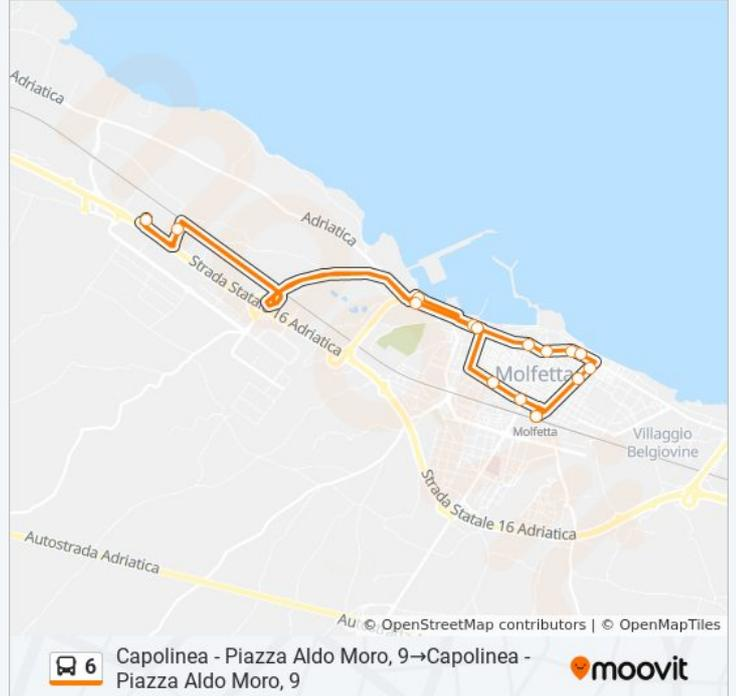 Adriatica
Adriatica
Strada Statale 16 Adriatica
Molfetta
Molfetta
Villaggio
Belgiovine
Strada Statale 16 Adriatica
Autostrada Adriatica
© OpenStreetMap contributors | © OpenMapTiles
6
Capolinea - Piazza Aldo Moro, 9→Capolinea -
Piazza Aldo Moro, 9
moovit